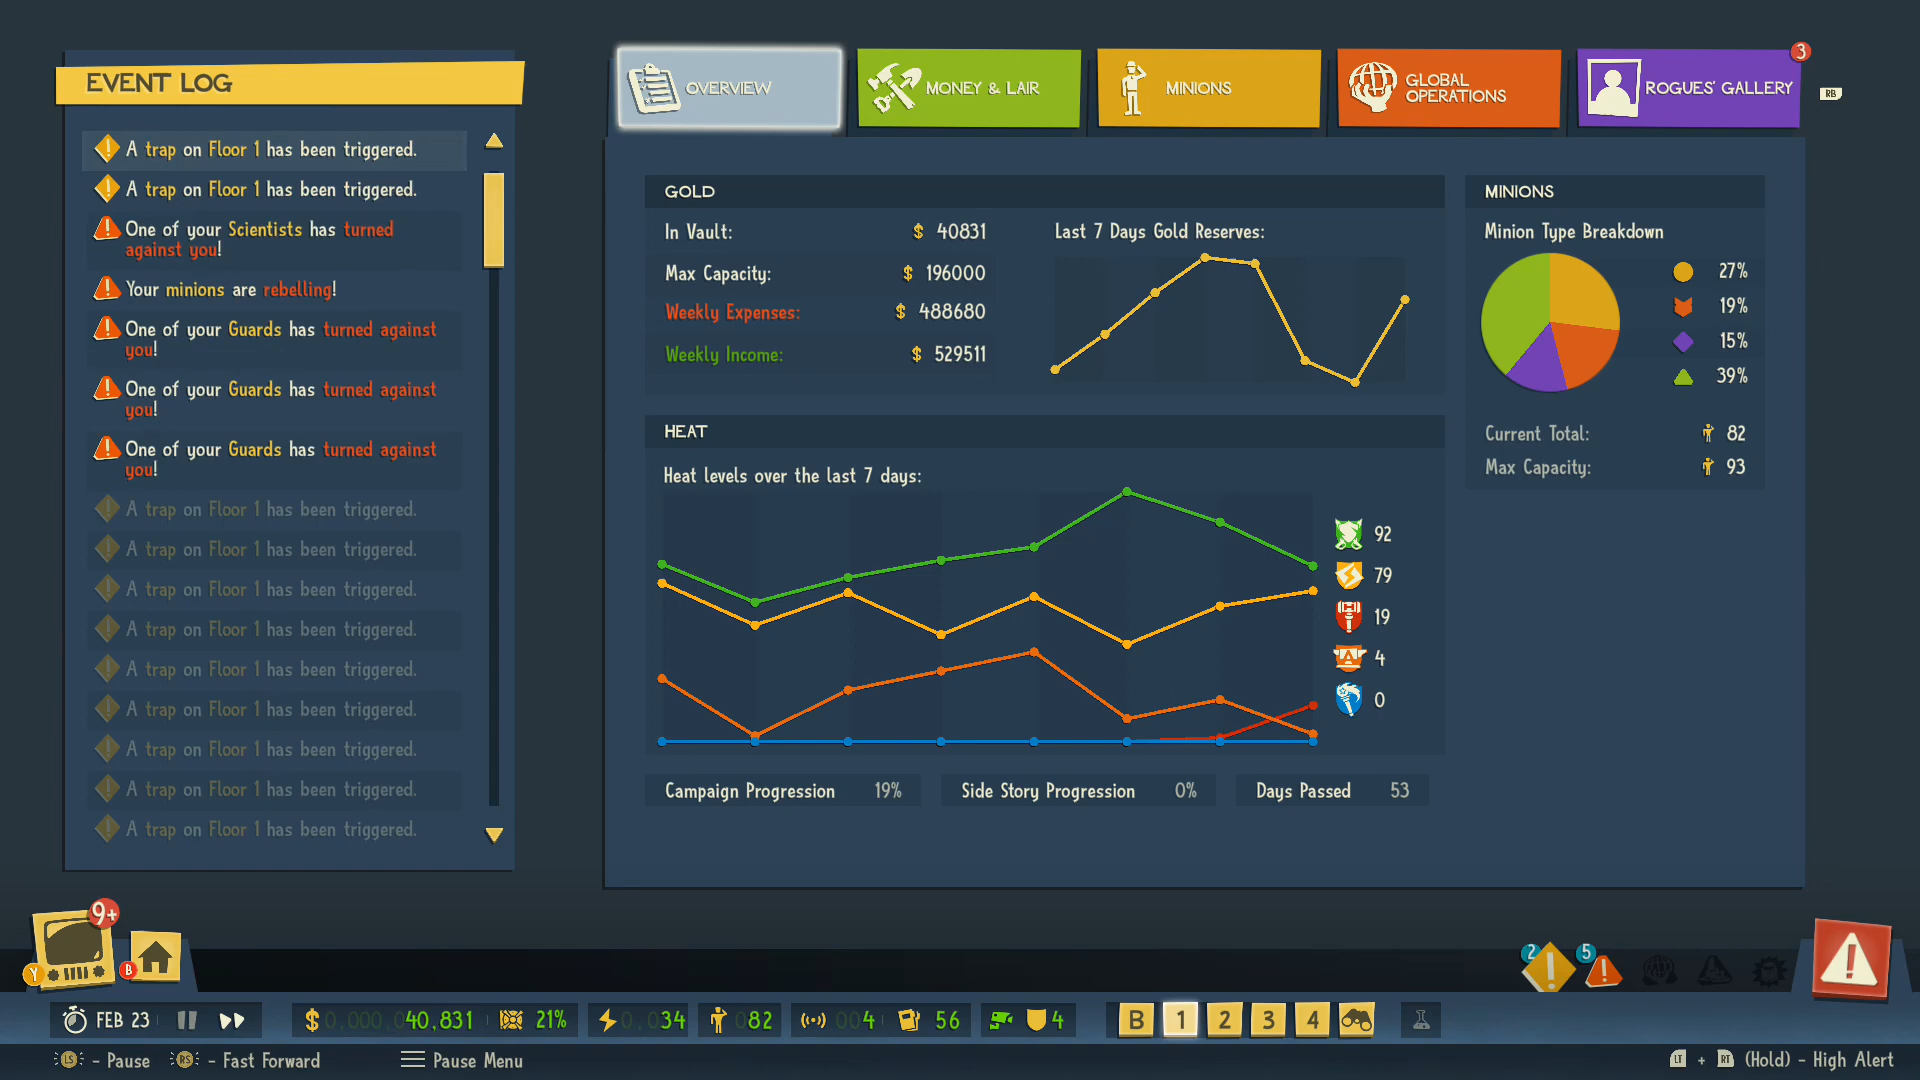 EVENT LOG
A trap on Floor 1 has been triggered.
A trap on Floor 1 has been triggered.
One of your Scientists has turned
against you!
Your minions are rebelling!
One of your Guards has turned against
you!
One of your Guards has turned against
you!
One of your Guards has turned against
you!
A trap on Floor 1 has been triggered.
A trap on Floor 1 has been triggered.
A trap on Floor 1 has been triggered.
A trap on Floor 1 has been triggered.
A trap on Floor 1 has been triggered.
A trap on Floor 1 has been triggered.
A trap on Floor 1 has been triggered.
A trap on Floor 1 has been triggered.
A trap on Floor 1 has been triggered.
OVERVIEW
MONEY & LAIR
MINIONS
GLOBAL
OPERATIONS
ROGUES' GALLERY
3
RB
GOLD
In Vault: $ 40831
Max Capacity: $ 196000
Weekly Expenses: $ 488680
Weekly Income: $ 529511
Last 7 Days Gold Reserves:
MINIONS
Minion Type Breakdown
27%
19%
15%
39%
Current Total: 82
Max Capacity: 93
HEAT
Heat levels over the last 7 days:
92
79
19
4
0
Campaign Progression 19%
Side Story Progression 0%
Days Passed 53
9+
Y
B
2
5
FEB 23
$0,000,040,831
21%
0,034
082
004
56
4
B 1 2 3 4
LS - Pause
RS - Fast Forward
Pause Menu
LT + RT (Hold) - High Alert